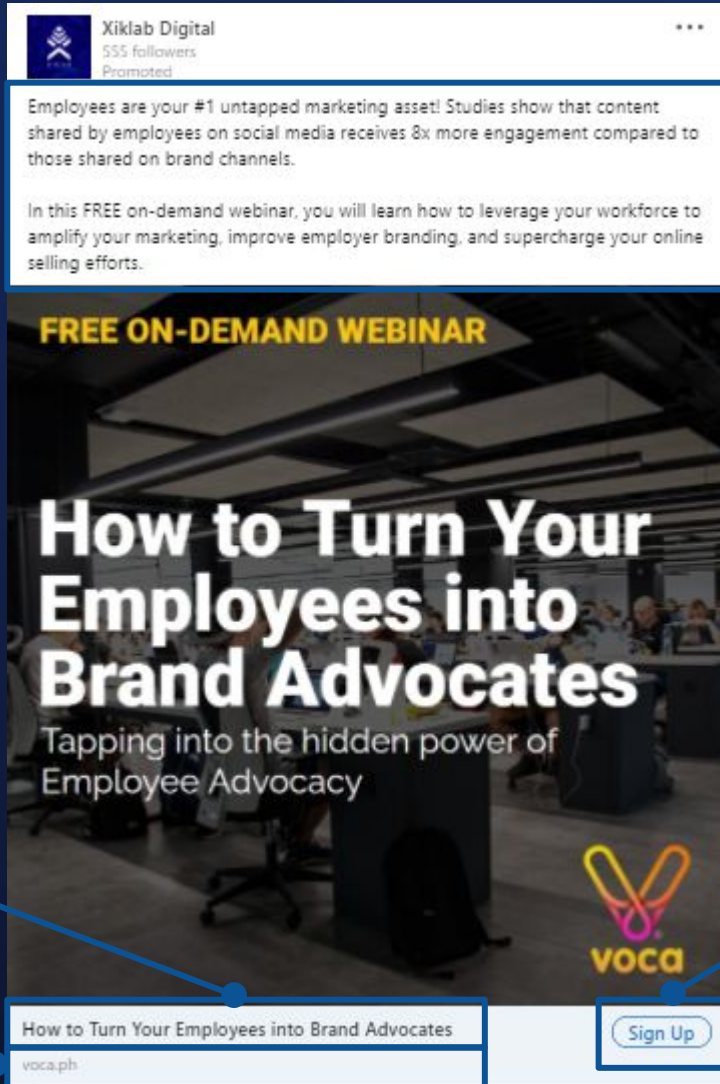 Xiklab Digital
555 followers
Promoted
Employees are your #1 untapped marketing asset! Studies show that content
shared by employees on social media receives 8x more engagement compared to
those shared on brand channels.
In this FREE on-demand webinar, you will learn how to leverage your workforce to
amplify your marketing, improve employer branding, and supercharge your online
selling efforts.
FREE ON-DEMAND WEBINAR
How to Turn Your
Employees into
Brand Advocates
Tapping into the hidden power of
Employee Advocacy
voca
How to Turn Your Employees into Brand Advocates
Sign Up
voca.ph